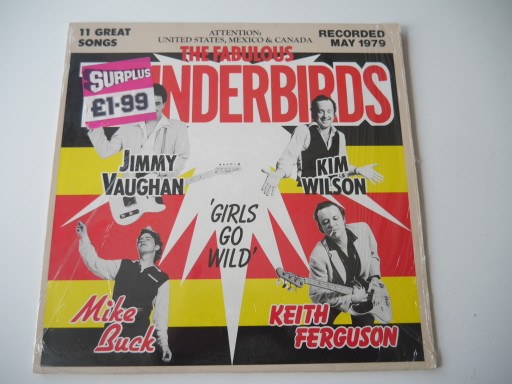 11 GREAT
SONGS
ATTENTION:
UNITED STATES, MEXICO & CANADA
RECORDED
MAY 1979
THE FABULOUS
NDERBIRDS
SURPLUS
£1·99
JIMMY
VAUGHAN
KIM
WILSON
'GIRLS
GO
WILD'
Mike
Buck
KEITH
FERGUSON